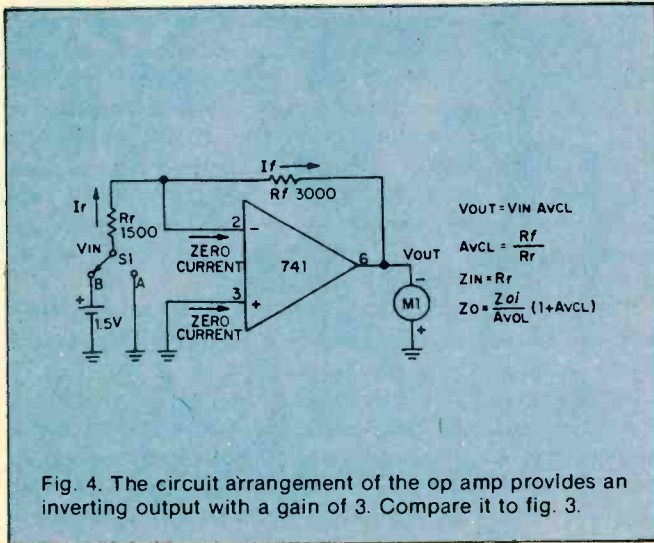 If
Rf 3000
Ir
Rr
1500
VIN
S1
B
A
+
1.5V
2
-
ZERO
CURRENT
741
6
VOUT
3
+
ZERO
CURRENT
-
M1
+
VOUT = VIN AVCL
AVCL = Rf / Rr
ZIN = Rr
ZO = Zoi / AVOL (1+AVCL)
Fig. 4. The circuit arrangement of the op amp provides an
inverting output with a gain of 3. Compare it to fig. 3.